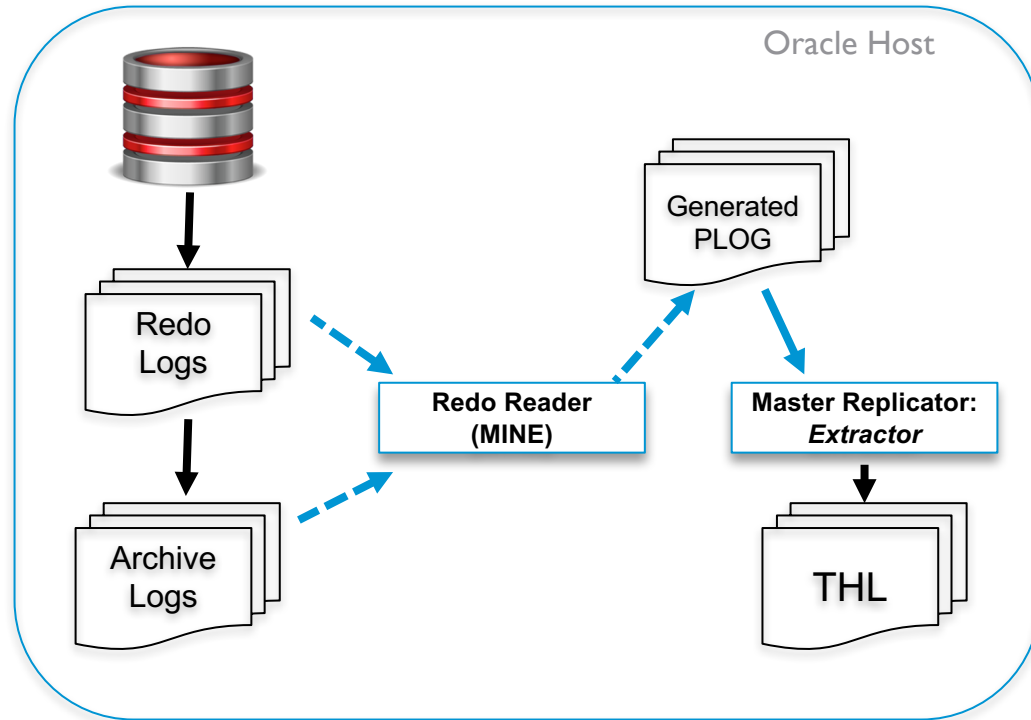 Oracle Host
Generated
PLOG
Redo
Logs
Redo Reader
(MINE)
Master Replicator:
Extractor
Archive
Logs
THL